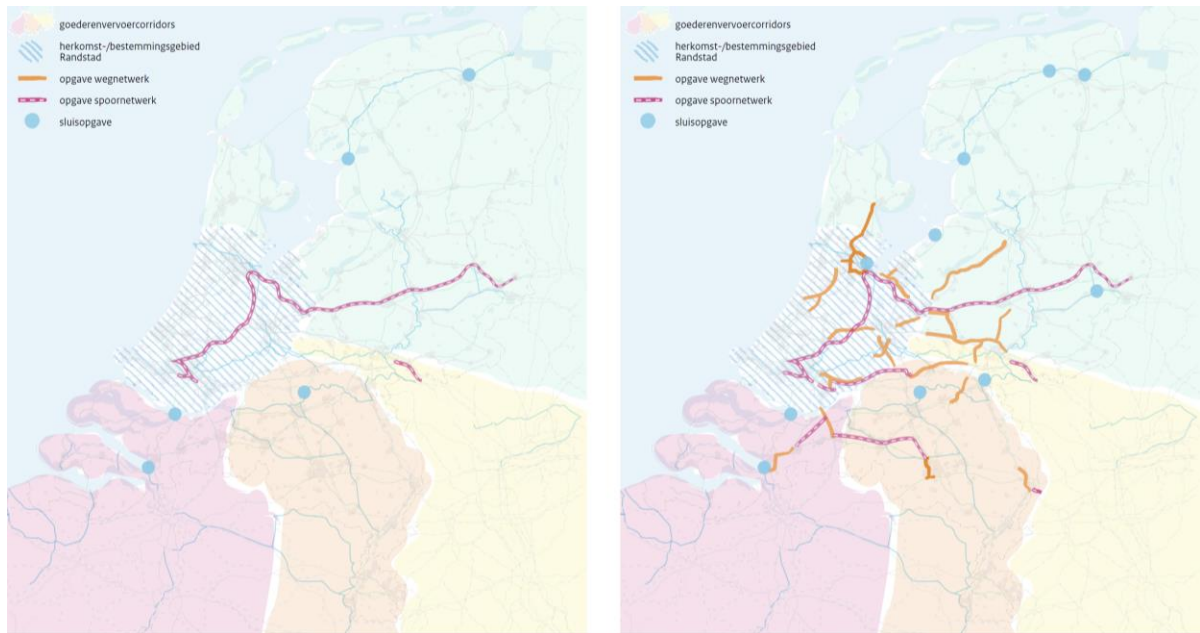 goederenvervoercorridors
herkomst-/bestemmingsgebied
Randstad
opgave wegnetwerk
opgave spoornetwerk
sluisopgave
goederenvervoercorridors
herkomst-/bestemmingsgebied
Randstad
opgave wegnetwerk
opgave spoornetwerk
sluisopgave